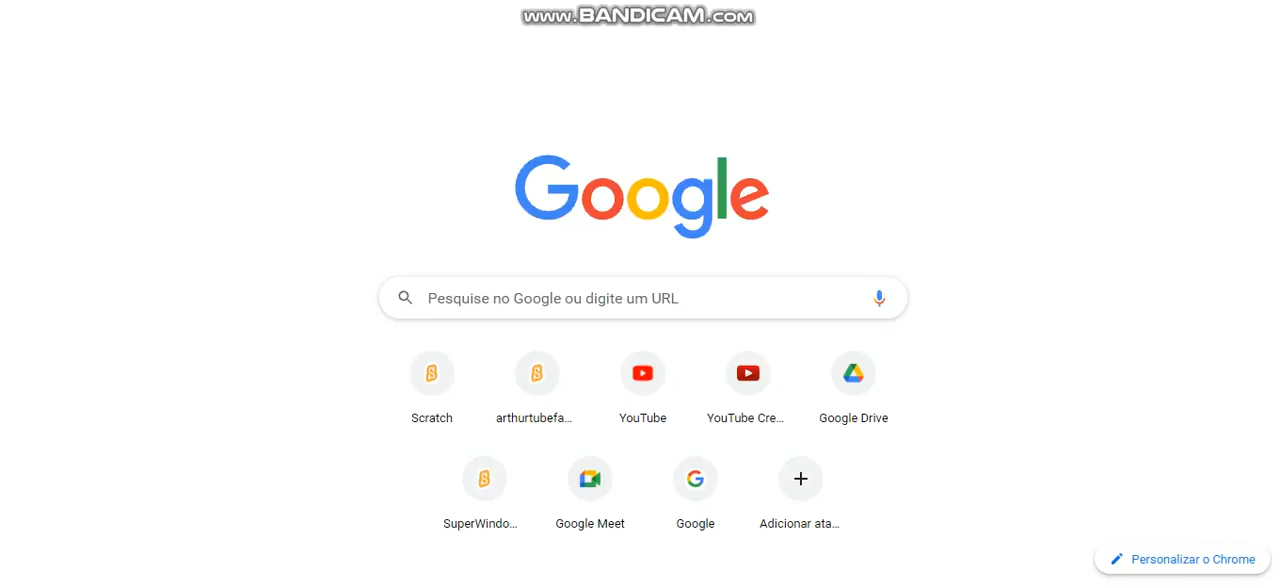 www.BANDICAM.com
Google
Pesquise no Google ou digite um URL
Scratch
arthurtubefa...
YouTube
YouTube Cre...
Google Drive
SuperWindo...
Google Meet
Google
Adicionar ata...
Personalizar o Chrome